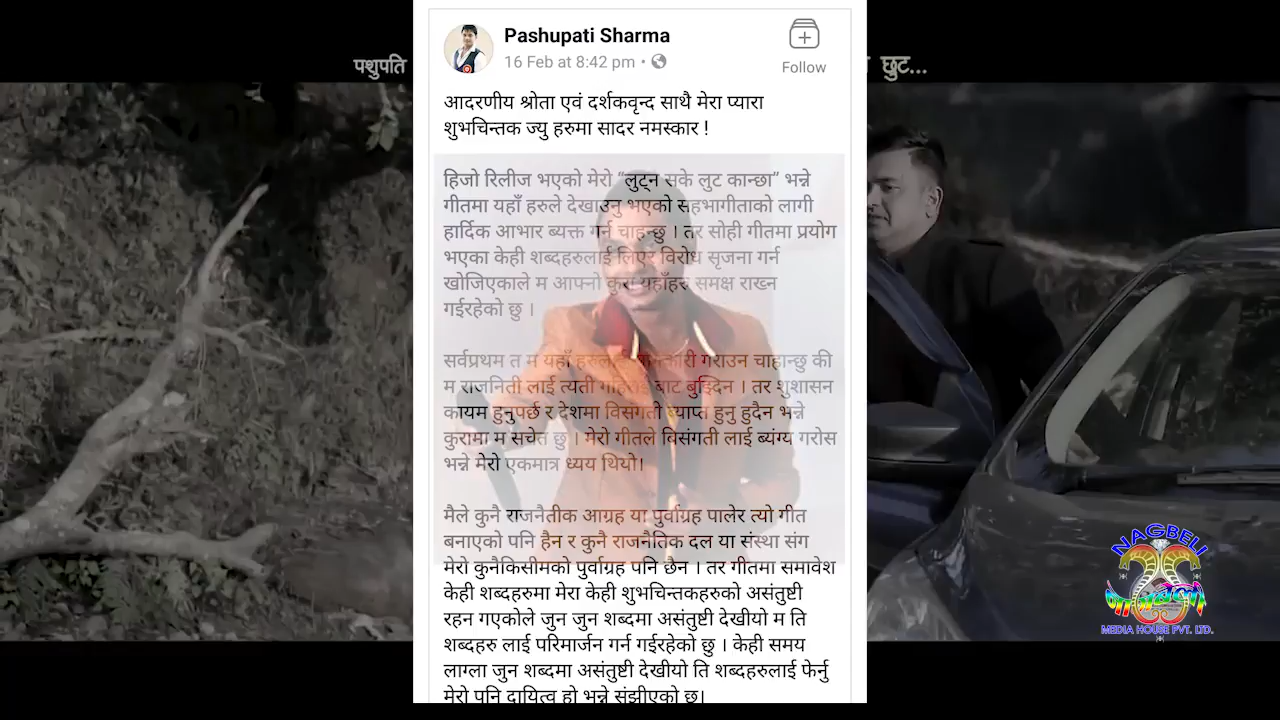 पशुपति
छुट...
Pashupati Sharma
16 Feb at 8:42 pm
Follow
आदरणीय श्रोता एवं दर्शकवृन्द साथै मेरा प्यारा
शुभचिन्तक ज्यु हरुमा सादर नमस्कार !
हिजो रिलीज भएको मेरो “लुट्न सके लुट कान्छा” भन्ने
गीतमा यहाँ हरुले देखाउनु भएको सहभागीताको लागी
हार्दिक आभार ब्यक्त गर्न चाहन्छु । तर सोही गीतमा प्रयोग
भएका केही शब्दहरुलाई लिएर विरोध सृजना गर्न
खोजिएकाले म आफ्नो कुरा यहाँहरु समक्ष राख्न
गईरहेको छु ।
सर्वप्रथम त म यहाँ हरुलाई जानकारी गराउन चाहान्छु की
म राजनिती लाई त्यती गहिराई बाट बुझ्दिन । तर शुशासन
कायम हुनुपर्छ र देशमा विसंगती ब्याप्त हुनु हुदैन भन्ने
कुरामा म सचेत छु । मेरो गीतले विसंगती लाई ब्यंग्य गरोस
भन्ने मेरो एकमात्र ध्यय थियो।
मैले कुनै राजनैतीक आग्रह या पुर्वाग्रह पालेर त्यो गीत
बनाएको पनि हैन र कुनै राजनैतिक दल या संस्था संग
मेरो कुनैकिसीमको पुर्वाग्रह पनि छैन । तर गीतमा समावेश
केही शब्दहरुमा मेरा केही शुभचिन्तकहरुको असंतुष्टी
रहन गएकोले जुन जुन शब्दमा असंतुष्टी देखीयो म ति
शब्दहरु लाई परिमार्जन गर्न गईरहेको छु । केही समय
लाग्ला जुन शब्दमा असंतुष्टी देखीयो ति शब्दहरुलाई फेर्नु
मेरो पनि दायित्व हो भन्ने संझीएको छु।
NAGBELI
नागबेली
MEDIA HOUSE PVT. LTD.